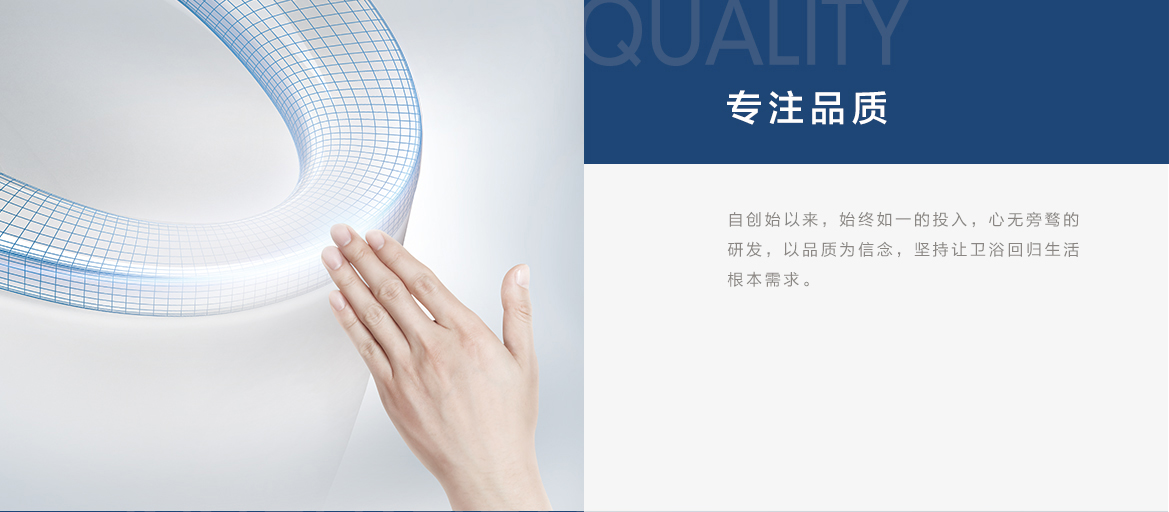 QUALITY
专注品质
自创始以来，始终如一的投入，心无旁骛的
研发，以品质为信念，坚持让卫浴回归生活
根本需求。